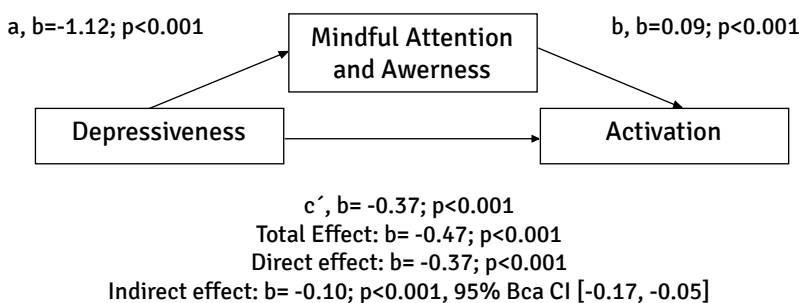 a, b=-1.12; p<0.001
Mindful Attention
and Awerness
b, b=0.09; p<0.001
Depressiveness
Activation
c´, b= -0.37; p<0.001
Total Effect: b= -0.47; p<0.001
Direct effect: b= -0.37; p<0.001
Indirect effect: b= -0.10; p<0.001, 95% Bca CI [-0.17, -0.05]